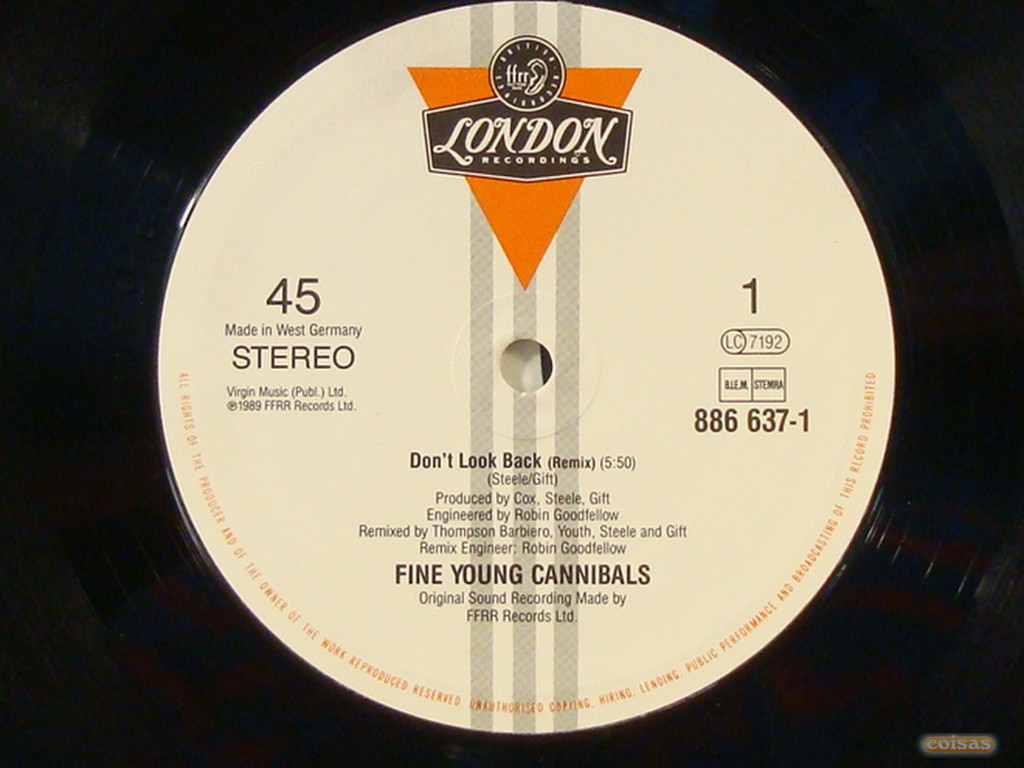 BRITISH RECORDINGS
ffrr
LONDON
RECORDINGS
45
Made in West Germany
STEREO
Virgin Music (Publ.) Ltd.
℗1989 FFRR Records Ltd.
1
LC 7192
B.I.E.M. STEMRA
886 637-1
Don't Look Back (Remix) (5:50)
(Steele/Gift)
Produced by Cox, Steele, Gift
Engineered by Robin Goodfellow
Remixed by Thompson Barbiero, Youth, Steele and Gift
Remix Engineer: Robin Goodfellow
FINE YOUNG CANNIBALS
Original Sound Recording Made by
FFRR Records Ltd.
ALL RIGHTS OF THE PRODUCER AND OF THE OWNER OF THE WORK REPRODUCED RESERVED UNAUTHORISED COPYING, HIRING, LENDING, PUBLIC PERFORMANCE AND BROADCASTING OF THIS RECORD PROHIBITED
coisas